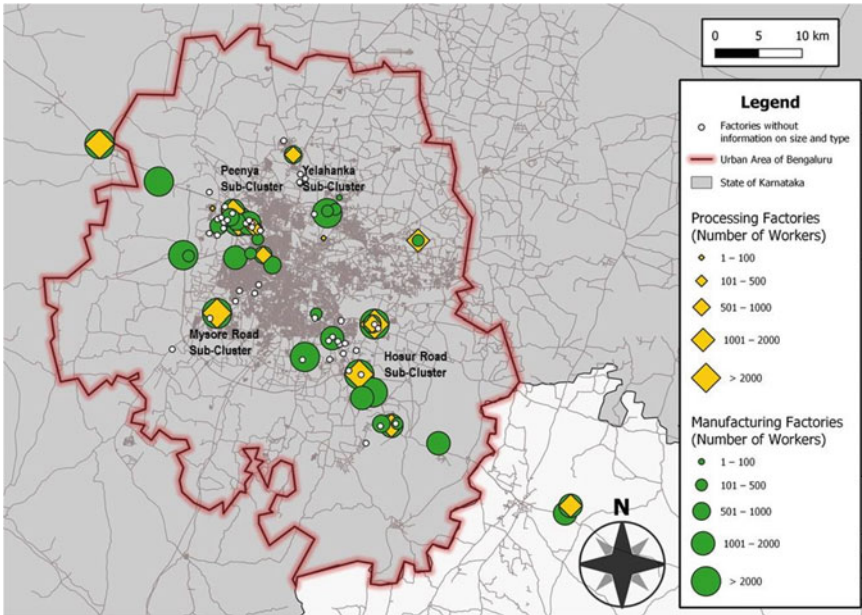 0 5 10 km
Legend
Factories without
information on size and type
Urban Area of Bengaluru
State of Karnataka
Processing Factories
(Number of Workers)
1 – 100
101 – 500
501 – 1000
1001 – 2000
> 2000
Manufacturing Factories
(Number of Workers)
1 – 100
101 – 500
501 – 1000
1001 – 2000
> 2000
Peenya
Sub-Cluster
Yelahanka
Sub-Cluster
Mysore Road
Sub-Cluster
Hosur Road
Sub-Cluster
N